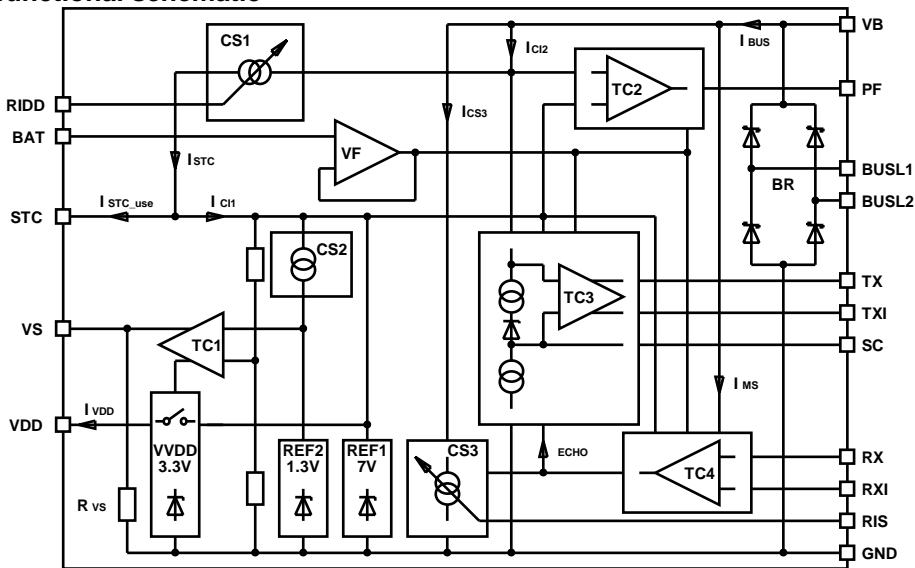 CS1
I CI2
I BUS
VB
TC2
PF
RIDD
I CS3
BAT
VF
I STC
BR
BUSL1
BUSL2
STC
I STC_use
I CI1
CS2
TC3
TX
TXI
SC
VS
TC1
I MS
VDD
I VDD
VVDD
3.3V
REF2
1.3V
REF1
7V
CS3
ECHO
TC4
RX
RXI
R VS
RIS
GND